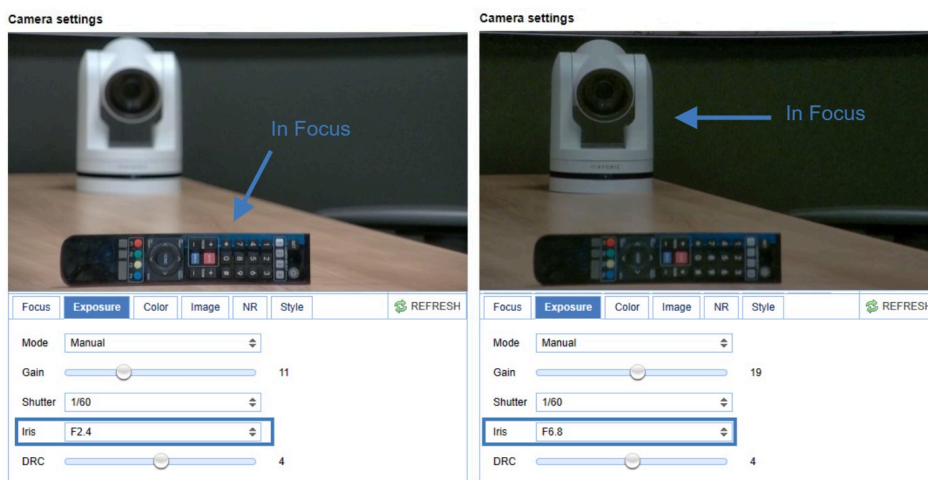 Camera settings
In Focus
Focus Exposure Color Image NR Style REFRESH
Mode Manual
Gain 11
Shutter 1/60
Iris F2.4
DRC 4
Camera settings
In Focus
Focus Exposure Color Image NR Style REFRESH
Mode Manual
Gain 19
Shutter 1/60
Iris F6.8
DRC 4